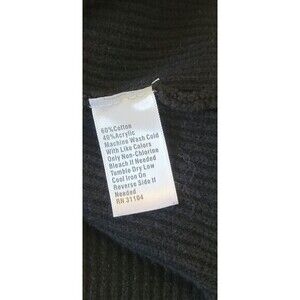 60%Cotton
40%Acrylic
Machine Wash Cold
With Like Colors
Only Non-Chlorine
Bleach If Needed
Tumble Dry Low
Cool Iron On
Reverse Side If
Needed
RN 31104